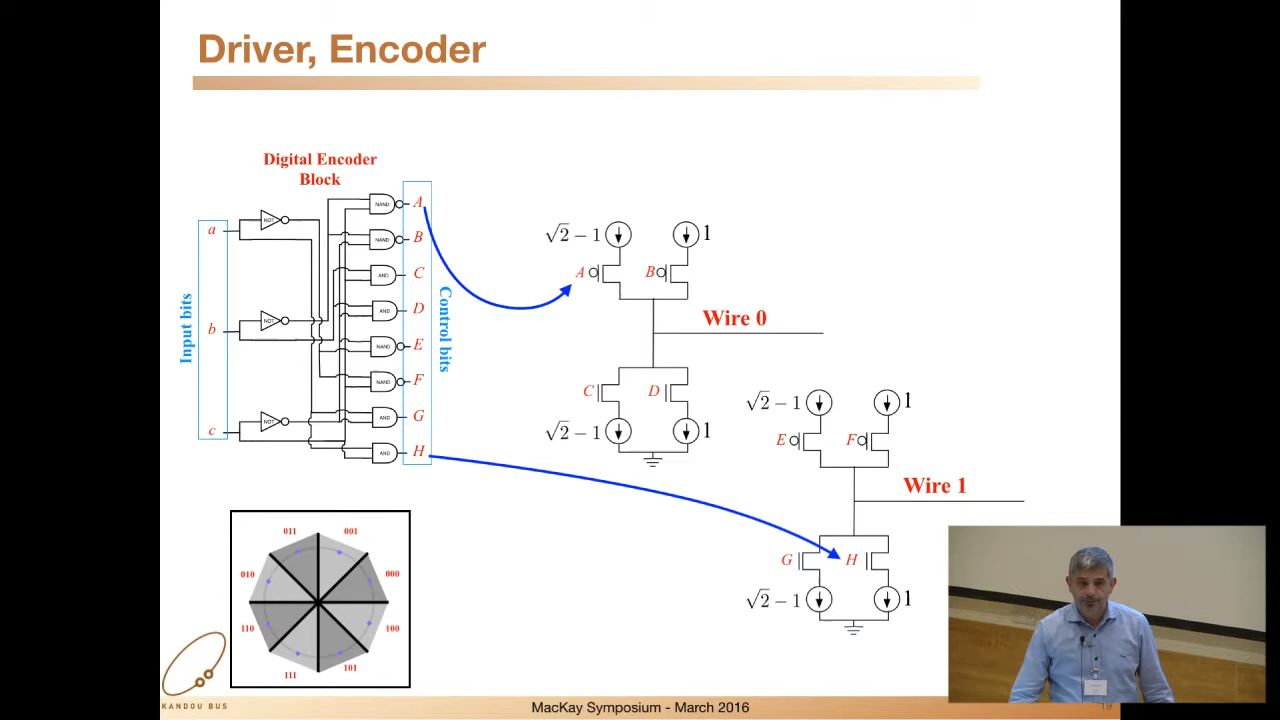 Driver, Encoder
Digital Encoder
Block
Input bits
a
b
c
NOT
NOT
NOT
NAND
NAND
AND
AND
NAND
NAND
AND
AND
A
B
C
D
E
F
G
H
Control bits
√2 − 1
1
A
B
Wire 0
C
D
√2 − 1
1
√2 − 1
1
E
F
Wire 1
G
H
√2 − 1
1
011
001
010
000
110
100
111
101
KANDOU BUS
MacKay Symposium - March 2016
19